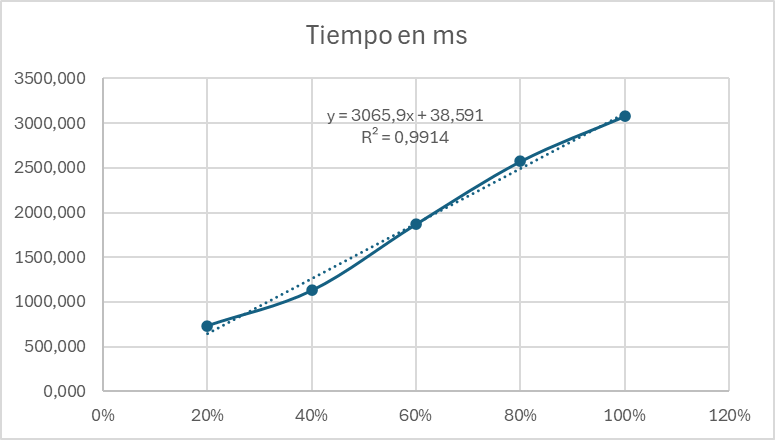 Tiempo en ms
3500,000
3000,000
2500,000
2000,000
1500,000
1000,000
500,000
0,000
y = 3065,9x + 38,591
R² = 0,9914
0% 20% 40% 60% 80% 100% 120%